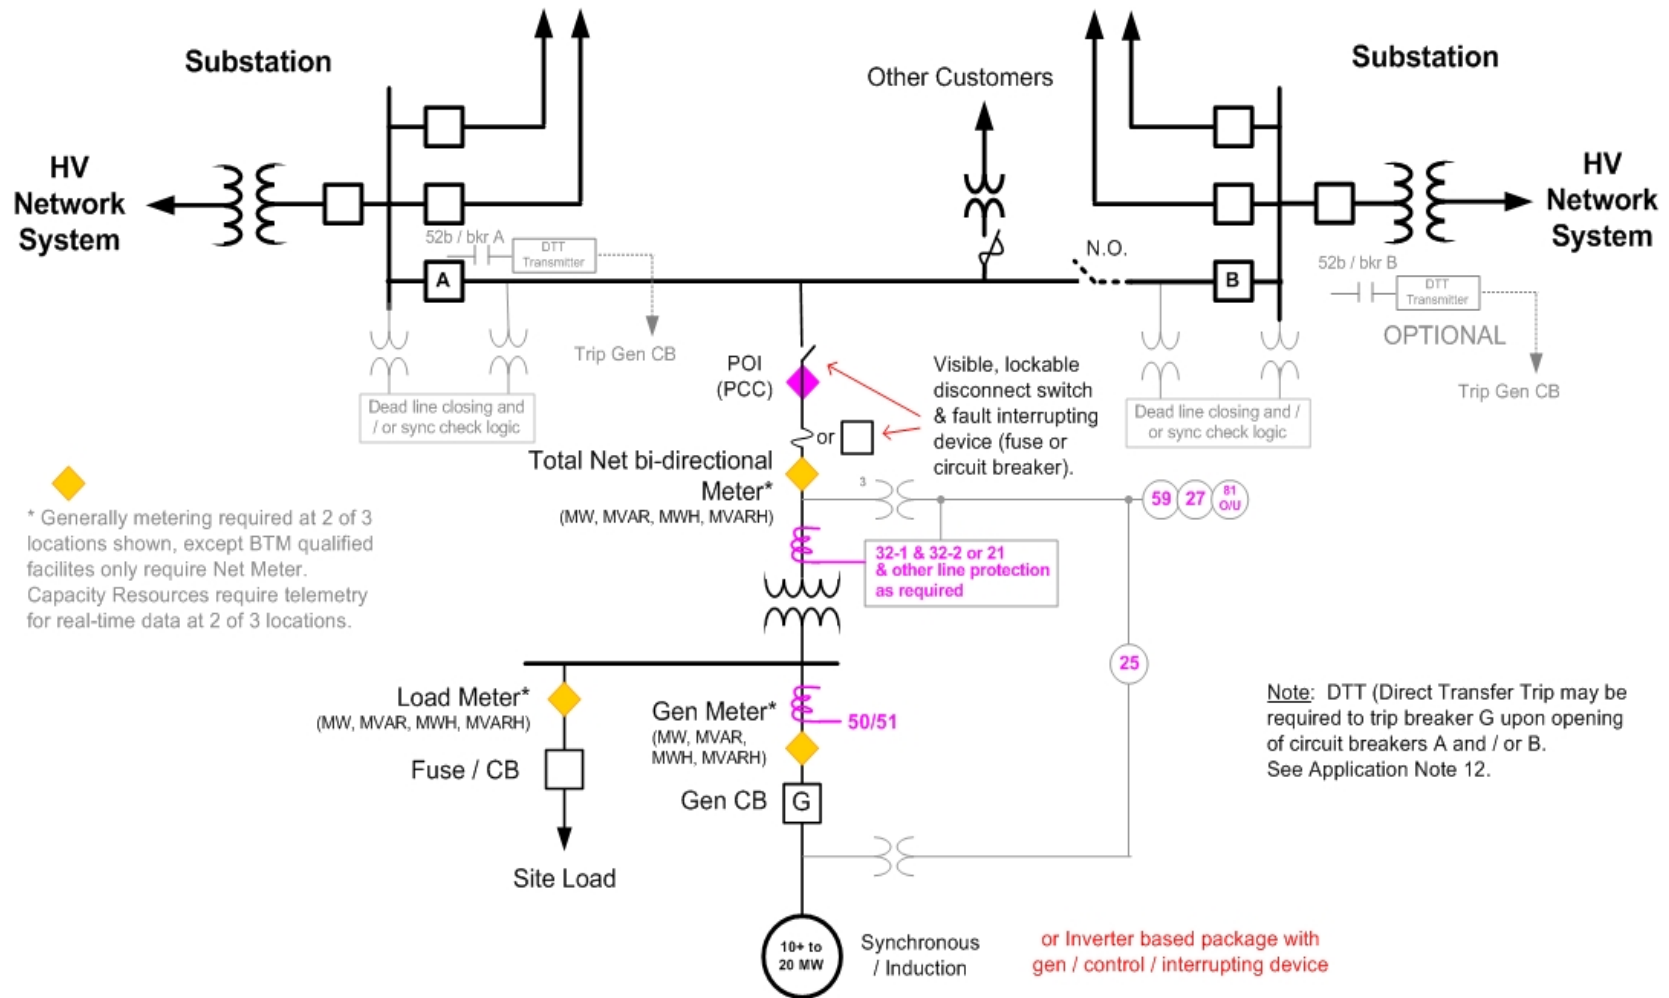 Substation
Substation
Other Customers
HV
Network
System
HV
Network
System
52b / bkr A
DTT
Transmitter
N.O.
52b / bkr B
DTT
Transmitter
A
B
OPTIONAL
Trip Gen CB
Trip Gen CB
POI
(PCC)
Visible, lockable
disconnect switch
& fault interrupting
device (fuse or
circuit breaker).
Dead line closing and
/ or sync check logic
Dead line closing and /
or sync check logic
or
Total Net bi-directional
Meter*
(MW, MVAR, MWH, MVARH)
3
59
27
81
O/U
* Generally metering required at 2 of 3
locations shown, except BTM qualified
facilites only require Net Meter.
Capacity Resources require telemetry
for real-time data at 2 of 3 locations.
32-1 & 32-2 or 21
& other line protection
as required
25
Load Meter*
(MW, MVAR, MWH, MVARH)
Gen Meter*
(MW, MVAR,
MWH, MVARH)
50/51
Note: DTT (Direct Transfer Trip may be
required to trip breaker G upon opening
of circuit breakers A and / or B.
See Application Note 12.
Fuse / CB
Gen CB
G
Site Load
10+ to
20 MW
Synchronous
/ Induction
or Inverter based package with
gen / control / interrupting device